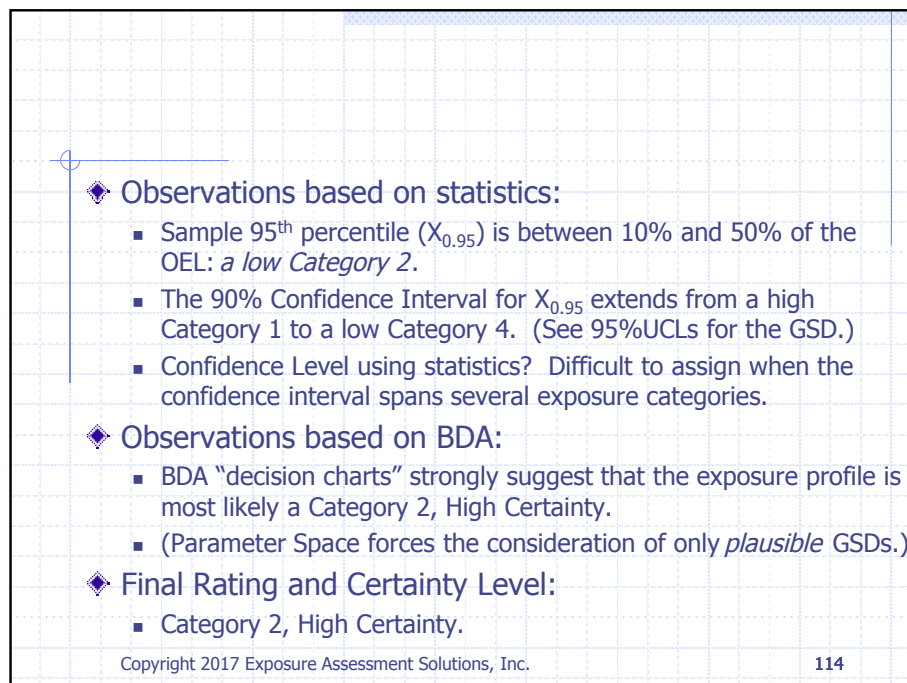 Observations based on statistics:
Sample 95th percentile (X0.95) is between 10% and 50% of the
OEL: a low Category 2.
The 90% Confidence Interval for X0.95 extends from a high
Category 1 to a low Category 4. (See 95%UCLs for the GSD.)
Confidence Level using statistics? Difficult to assign when the
confidence interval spans several exposure categories.
Observations based on BDA:
BDA “decision charts” strongly suggest that the exposure profile is
most likely a Category 2, High Certainty.
(Parameter Space forces the consideration of only plausible GSDs.)
Final Rating and Certainty Level:
Category 2, High Certainty.
Copyright 2017 Exposure Assessment Solutions, Inc. 114